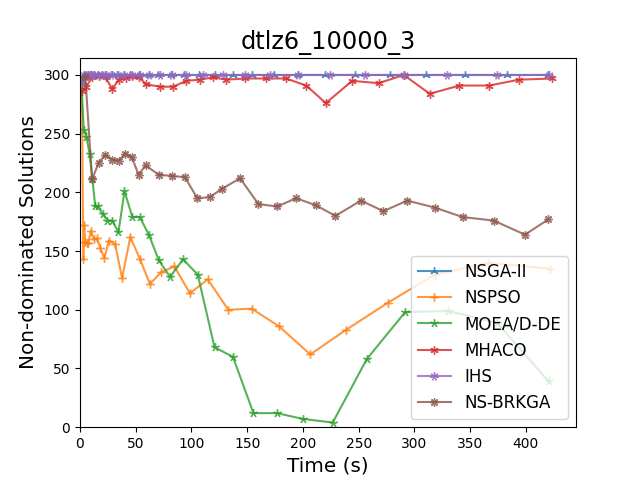 dtlz6_10000_3
Non-dominated Solutions
300
250
200
150
100
50
0
0 50 100 150 200 250 300 350 400
Time (s)
NSGA-II
NSPSO
MOEA/D-DE
MHACO
IHS
NS-BRKGA